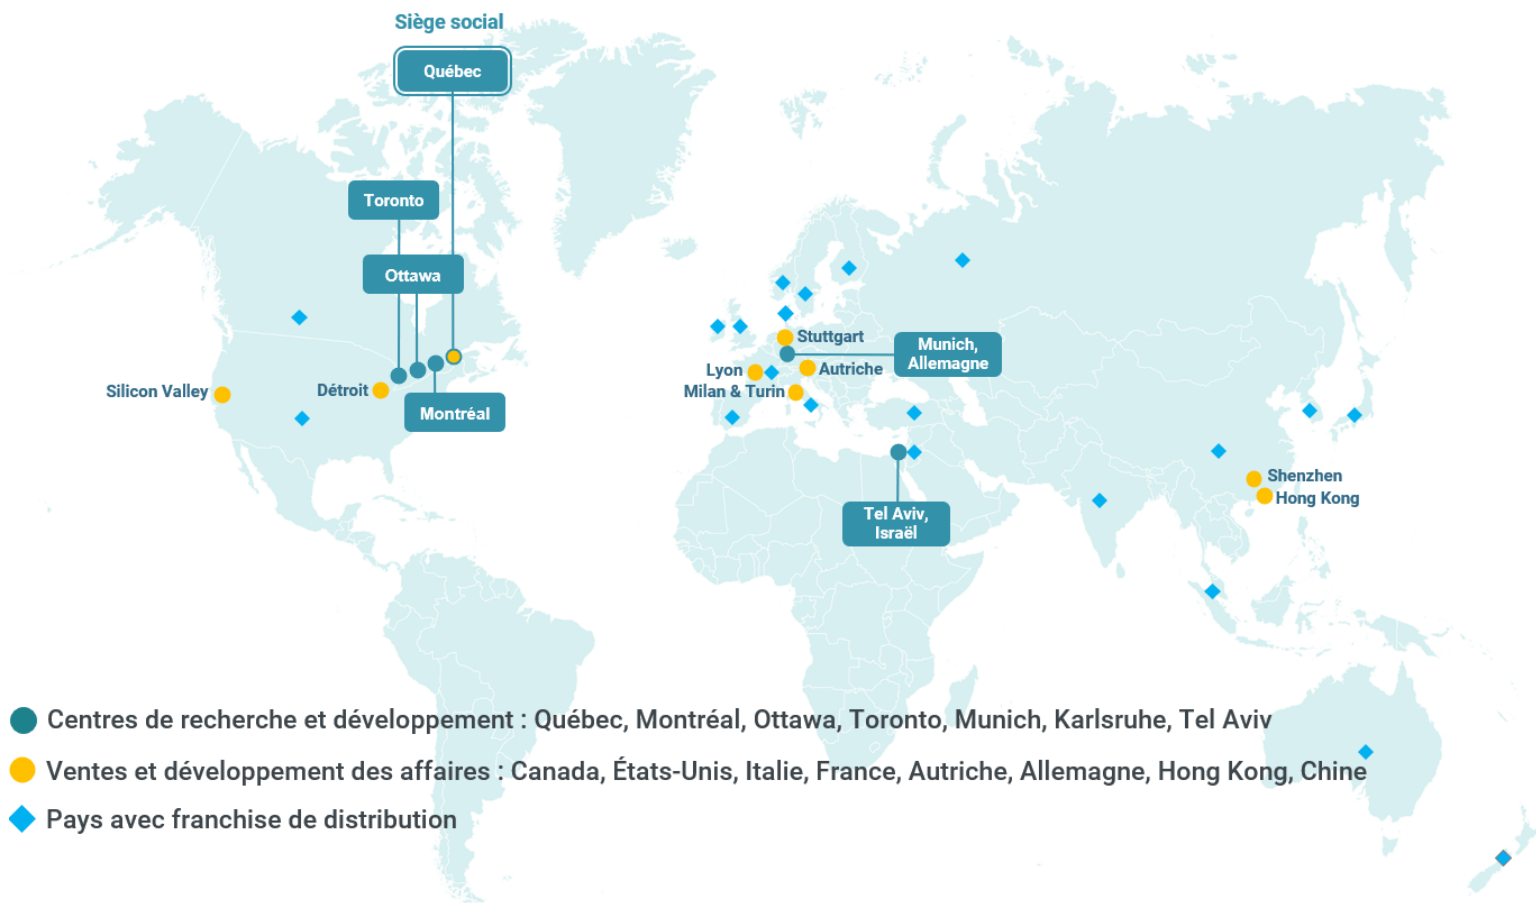 Siège social
Québec
Toronto
Ottawa
Montréal
Silicon Valley
Détroit
Stuttgart
Munich,
Allemagne
Lyon
Autriche
Milan & Turin
Tel Aviv,
Israël
Shenzhen
Hong Kong
Centres de recherche et développement : Québec, Montréal, Ottawa, Toronto, Munich, Karlsruhe, Tel Aviv
Ventes et développement des affaires : Canada, États-Unis, Italie, France, Autriche, Allemagne, Hong Kong, Chine
Pays avec franchise de distribution